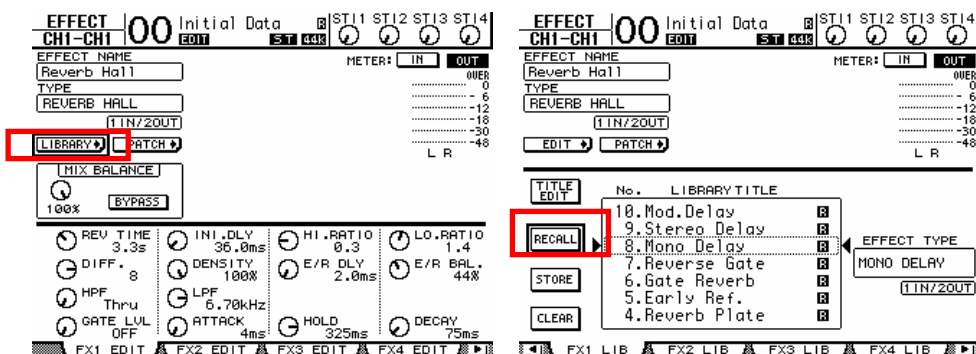 EFFECT
CH1-CH1
00 Initial Data R
EDIT ST 44k
STI1 STI2 STI3 STI4
EFFECT NAME
Reverb Hall
METER: IN OUT
OVER
TYPE
REVERB HALL
1IN/2OUT
0
- 6
-12
-18
-30
-48
L R
LIBRARY PATCH
MIX BALANCE
100% BYPASS
REV TIME 3.3s
INI.DLY 36.0ms
HI.RATIO 0.3
LO.RATIO 1.4
DIFF. 8
DENSITY 100%
E/R DLY 2.0ms
E/R BAL. 44%
HPF Thru
LPF 6.70kHz
GATE LVL OFF
ATTACK 4ms
HOLD 325ms
DECAY 75ms
FX1 EDIT FX2 EDIT FX3 EDIT FX4 EDIT
EFFECT
CH1-CH1
00 Initial Data R
EDIT ST 44k
STI1 STI2 STI3 STI4
EFFECT NAME
Reverb Hall
METER: IN OUT
OVER
TYPE
REVERB HALL
1IN/2OUT
0
- 6
-12
-18
-30
-48
L R
EDIT PATCH
TITLE EDIT
No. LIBRARY TITLE
10.Mod.Delay R
9.Stereo Delay R
RECALL
8.Mono Delay R
7.Reverse Gate R
STORE
6.Gate Reverb R
5.Early Ref. R
CLEAR
4.Reverb Plate R
EFFECT TYPE
MONO DELAY
1IN/2OUT
FX1 LIB FX2 LIB FX3 LIB FX4 LIB